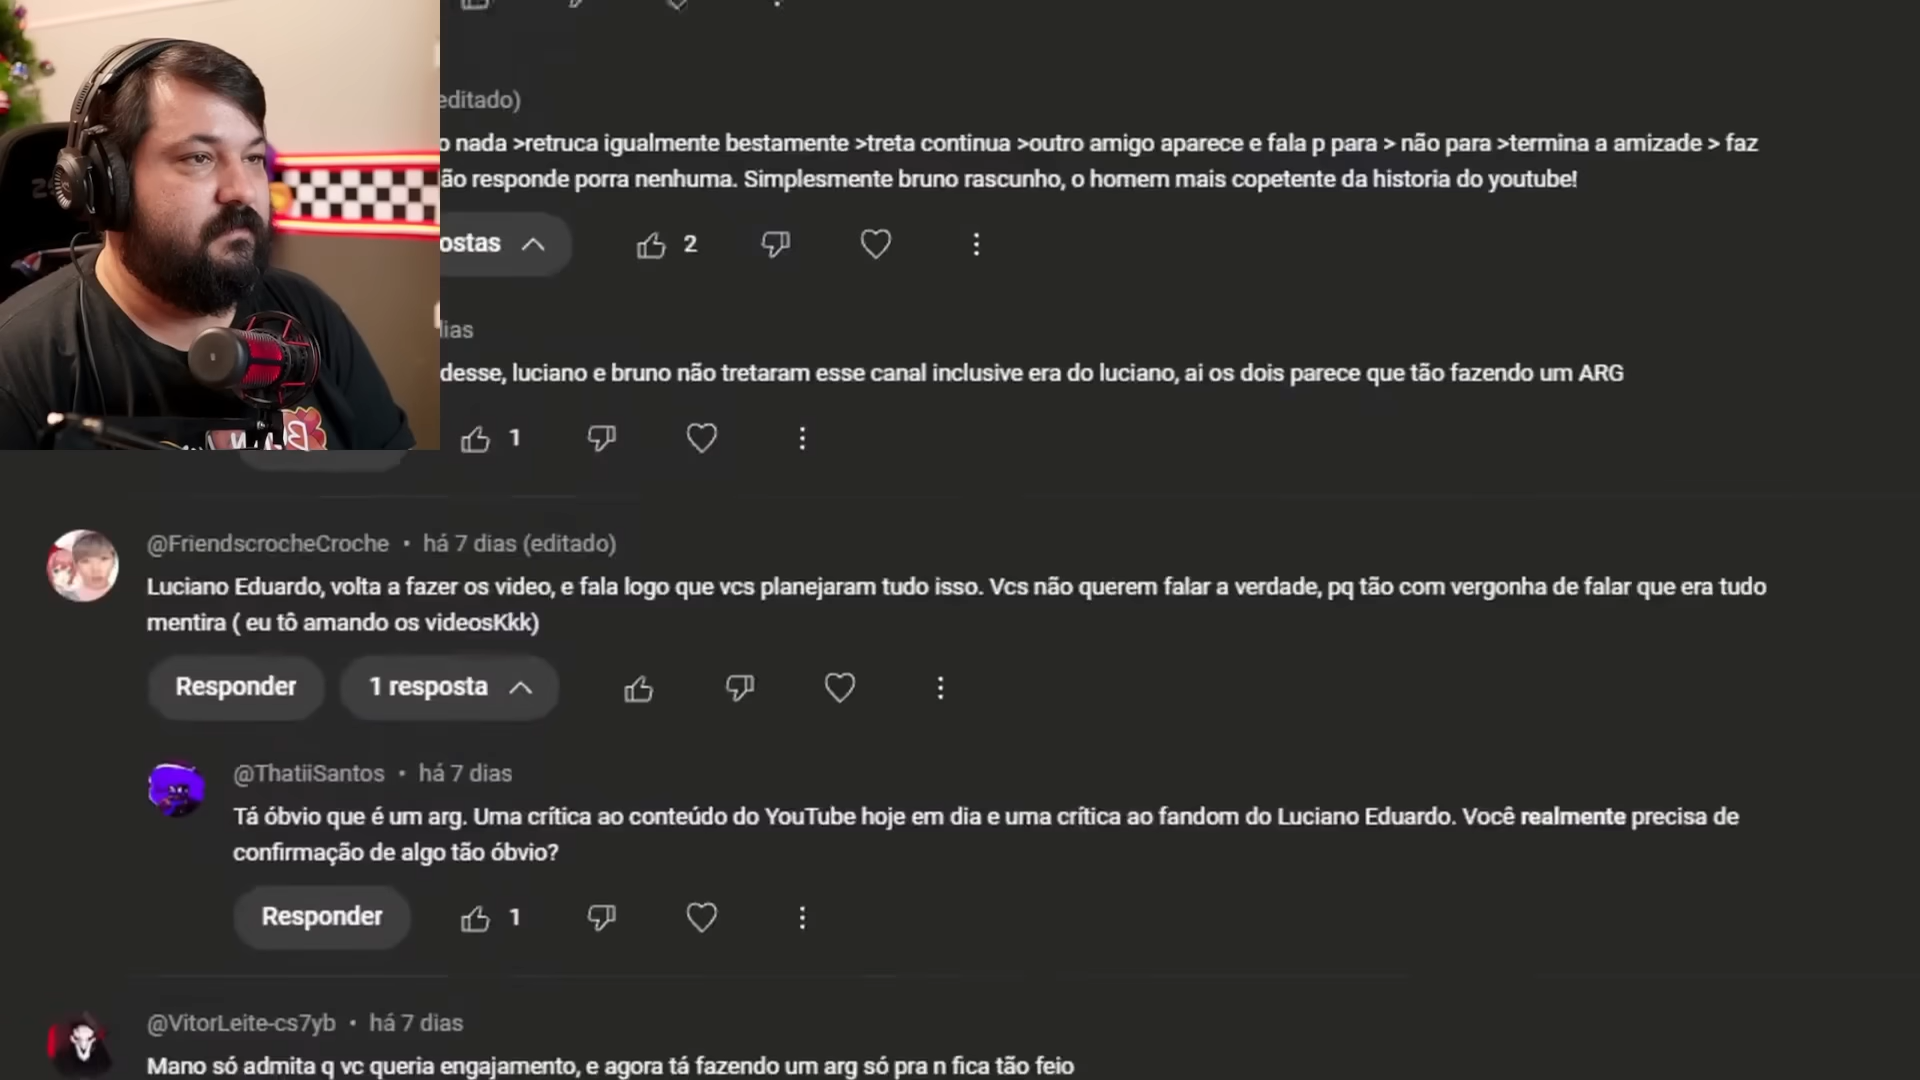 editado)
o nada >retruca igualmente bestamente >treta continua >outro amigo aparece e fala p para > não para >termina a amizade > faz
ão responde porra nenhuma. Simplesmente bruno rascunho, o homem mais copetente da historia do youtube!
ostas
2
ias
desse, luciano e bruno não tretaram esse canal inclusive era do luciano, ai os dois parece que tão fazendo um ARG
1
@FriendscrocheCroche • há 7 dias (editado)
Luciano Eduardo, volta a fazer os video, e fala logo que vcs planejaram tudo isso. Vcs não querem falar a verdade, pq tão com vergonha de falar que era tudo
mentira ( eu tô amando os videosKkk)
Responder 1 resposta
@ThatiiSantos • há 7 dias
Tá óbvio que é um arg. Uma crítica ao conteúdo do YouTube hoje em dia e uma crítica ao fandom do Luciano Eduardo. Você realmente precisa de
confirmação de algo tão óbvio?
Responder 1
@VitorLeite-cs7yb • há 7 dias
Mano só admita q vc queria engajamento, e agora tá fazendo um arg só pra n fica tão feio